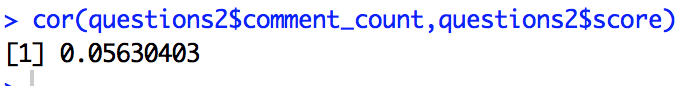 > cor(questions2$comment_count,questions2$score)
[1] 0.05630403
>